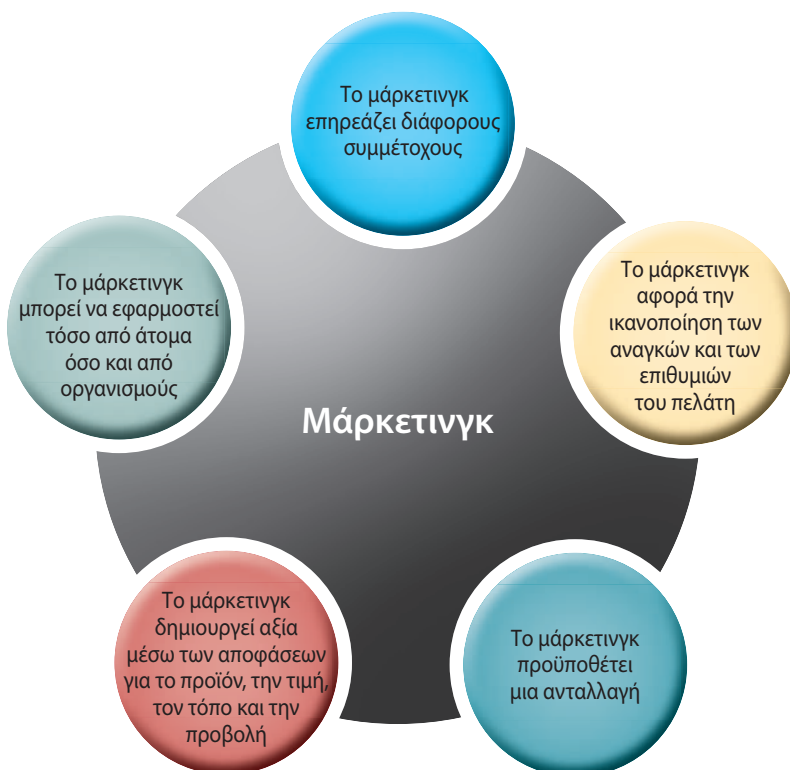 Το μάρκετινγκ
επηρεάζει διάφορους
συμμέτοχους
Το μάρκετινγκ
αφορά την
ικανοποίηση των
αναγκών και των
επιθυμιών
του πελάτη
Το μάρκετινγκ
μπορεί να εφαρμοστεί
τόσο από άτομα
όσο και από
οργανισμούς
Μάρκετινγκ
Το μάρκετινγκ
δημιουργεί αξία
μέσω των αποφάσεων
για το προϊόν, την τιμή,
τον τόπο και την
προβολή
Το μάρκετινγκ
προϋποθέτει
μια ανταλλαγή